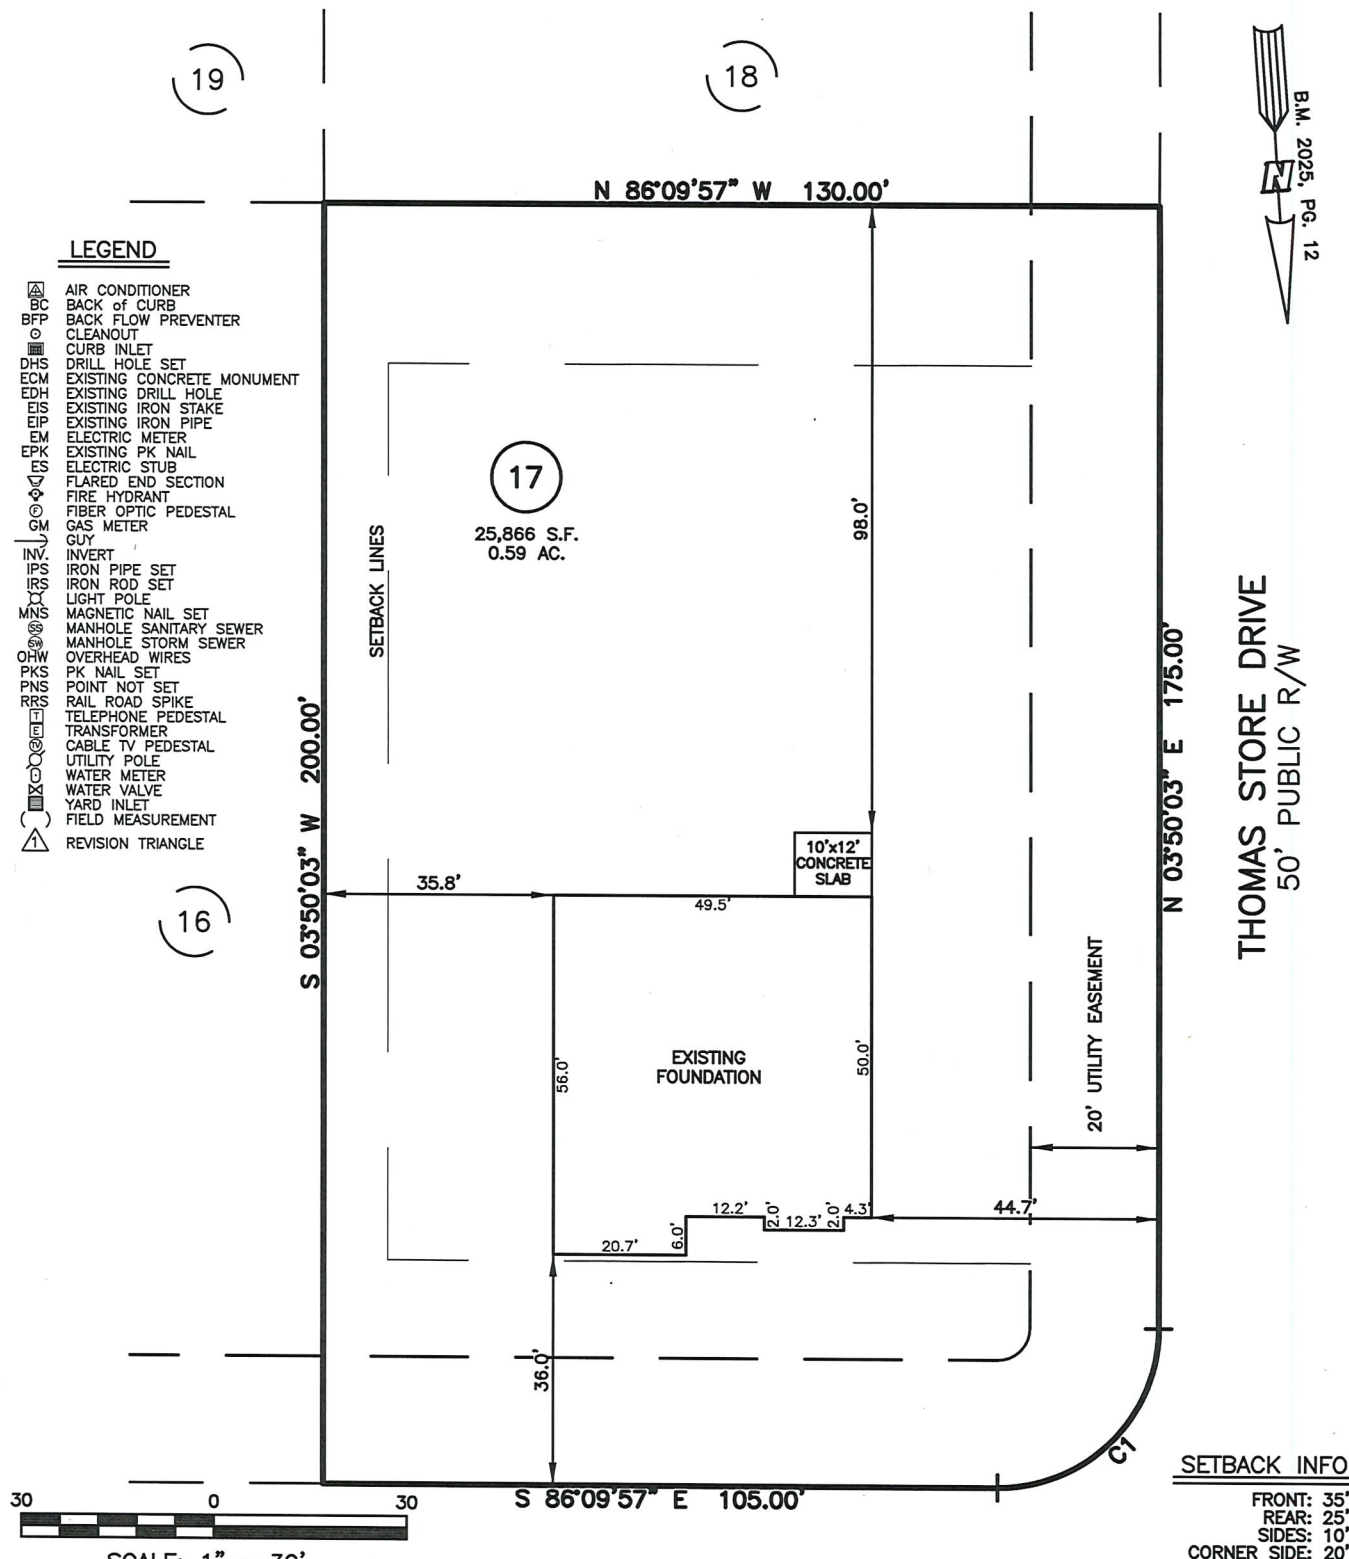 19
18
B.M. 2025, PG. 12
N
N 86°09'57" W 130.00'
LEGEND
AIR CONDITIONER
BC BACK of CURB
BFP BACK FLOW PREVENTER
CLEANOUT
CURB INLET
DHS DRILL HOLE SET
ECM EXISTING CONCRETE MONUMENT
EDH EXISTING DRILL HOLE
EIS EXISTING IRON STAKE
EIP EXISTING IRON PIPE
EM ELECTRIC METER
EPK EXISTING PK NAIL
ES ELECTRIC STUB
FLARED END SECTION
FIRE HYDRANT
F FIBER OPTIC PEDESTAL
GM GAS METER
GUY
INV. INVERT
IPS IRON PIPE SET
IRS IRON ROD SET
LIGHT POLE
MNS MAGNETIC NAIL SET
SS MANHOLE SANITARY SEWER
SW MANHOLE STORM SEWER
OHW OVERHEAD WIRES
PKS PK NAIL SET
PNS POINT NOT SET
RRS RAIL ROAD SPIKE
T TELEPHONE PEDESTAL
E TRANSFORMER
TV CABLE TV PEDESTAL
UTILITY POLE
WATER METER
WATER VALVE
YARD INLET
( ) FIELD MEASUREMENT
1 REVISION TRIANGLE
17
25,866 S.F.
0.59 AC.
SETBACK LINES
98.0'
S 03°50'03" W 200.00'
N 03°50'03" E 175.00'
THOMAS STORE DRIVE
50' PUBLIC R/W
16
35.8'
10'x12'
CONCRETE
SLAB
49.5'
56.0'
EXISTING
FOUNDATION
50.0'
20' UTILITY EASEMENT
12.2'
2.0'
12.3'
2.0'
4.3'
44.7'
20.7'
6.0'
36.0'
C1
S 86°09'57" E 105.00'
30 0 30
SCALE: 1" = 30'
SETBACK INFO
FRONT: 35'
REAR: 25'
SIDES: 10'
CORNER SIDE: 20'